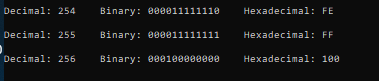 Decimal: 254    Binary: 000011111110    Hexadecimal: FE
Decimal: 255    Binary: 000011111111    Hexadecimal: FF
Decimal: 256    Binary: 000100000000    Hexadecimal: 100